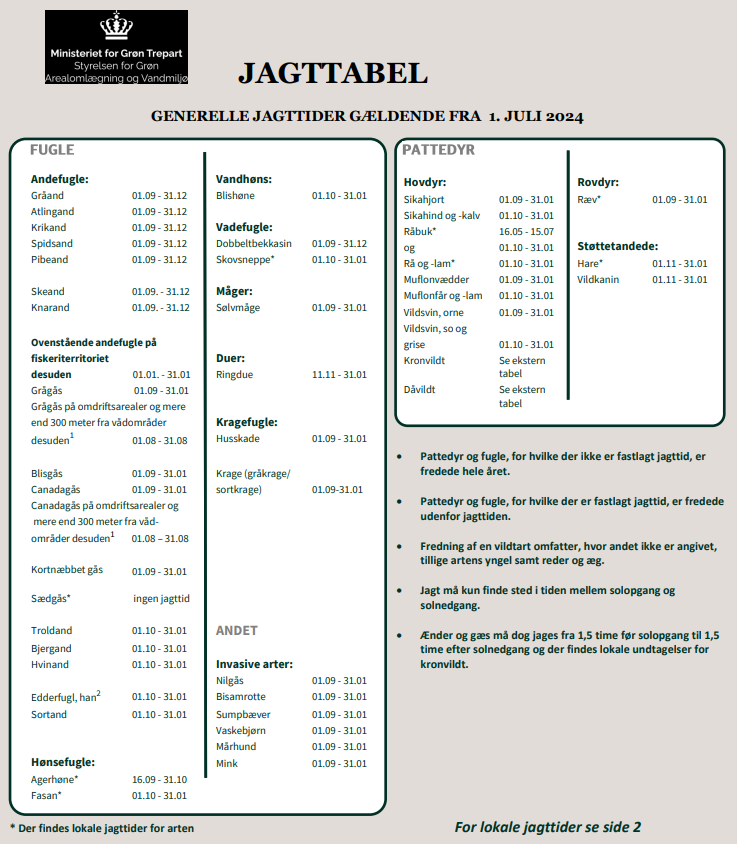 Ministeriet for Grøn Trepart
Styrelsen for Grøn
Arealomlægning og Vandmiljø
JAGTTABEL
GENERELLE JAGTTIDER GÆLDENDE FRA 1. JULI 2024
FUGLE
Andefugle:
Gråand 01.09 - 31.12
Atlingand 01.09 - 31.12
Krikand 01.09 - 31.12
Spidsand 01.09 - 31.12
Pibeand 01.09 - 31.12
Skeand 01.09. - 31.12
Knarand 01.09. - 31.12
Ovenstående andefugle på
fiskeriterritoriet
desuden 01.01. - 31.01
Grågås 01.09 - 31.01
Grågås på omdriftsarealer og mere
end 300 meter fra vådområder
desuden1 01.08 - 31.08
Blisgås 01.09 - 31.01
Canadagås 01.09 - 31.01
Canadagås på omdriftsarealer og
mere end 300 meter fra våd-
områder desuden1 01.08 – 31.08
Kortnæbbet gås 01.09 - 31.01
Sædgås* ingen jagttid
Troldand 01.10 - 31.01
Bjergand 01.10 - 31.01
Hvinand 01.10 - 31.01
Edderfugl, han2 01.10 - 31.01
Sortand 01.10 - 31.01
Hønsefugle:
Agerhøne* 16.09 - 31.10
Fasan* 01.10 - 31.01
Vandhøns:
Blishøne 01.10 - 31.01
Vadefugle:
Dobbeltbekkasin 01.09 - 31.12
Skovsneppe* 01.10 - 31.01
Måger:
Sølvmåge 01.09 - 31.01
Duer:
Ringdue 11.11 - 31.01
Kragefugle:
Husskade 01.09 - 31.01
Krage (gråkrage/
sortkrage) 01.09-31.01
ANDET
Invasive arter:
Nilgås 01.09 - 31.01
Bisamrotte 01.09 - 31.01
Sumpbæver 01.09 - 31.01
Vaskebjørn 01.09 - 31.01
Mårhund 01.09 - 31.01
Mink 01.09 - 31.01
PATTEDYR
Hovdyr:
Sikahjort 01.09 - 31.01
Sikahind og -kalv 01.10 - 31.01
Råbuk* 16.05 - 15.07
og 01.10 - 31.01
Rå og -lam* 01.10 - 31.01
Muflonvædder 01.09 - 31.01
Muflonfår og -lam 01.10 - 31.01
Vildsvin, orne 01.09 - 31.01
Vildsvin, so og
grise 01.10 - 31.01
Kronvildt Se ekstern
tabel
Dåvildt Se ekstern
tabel
Rovdyr:
Ræv* 01.09 - 31.01
Støttetandede:
Hare* 01.11 - 31.01
Vildkanin 01.11 - 31.01
• Pattedyr og fugle, for hvilke der ikke er fastlagt jagttid, er
fredede hele året.
• Pattedyr og fugle, for hvilke der er fastlagt jagttid, er fredede
udenfor jagttiden.
• Fredning af en vildtart omfatter, hvor andet ikke er angivet,
tillige artens yngel samt reder og æg.
• Jagt må kun finde sted i tiden mellem solopgang og
solnedgang.
• Ænder og gæs må dog jages fra 1,5 time før solopgang til 1,5
time efter solnedgang og der findes lokale undtagelser for
kronvildt.
* Der findes lokale jagttider for arten
For lokale jagttider se side 2